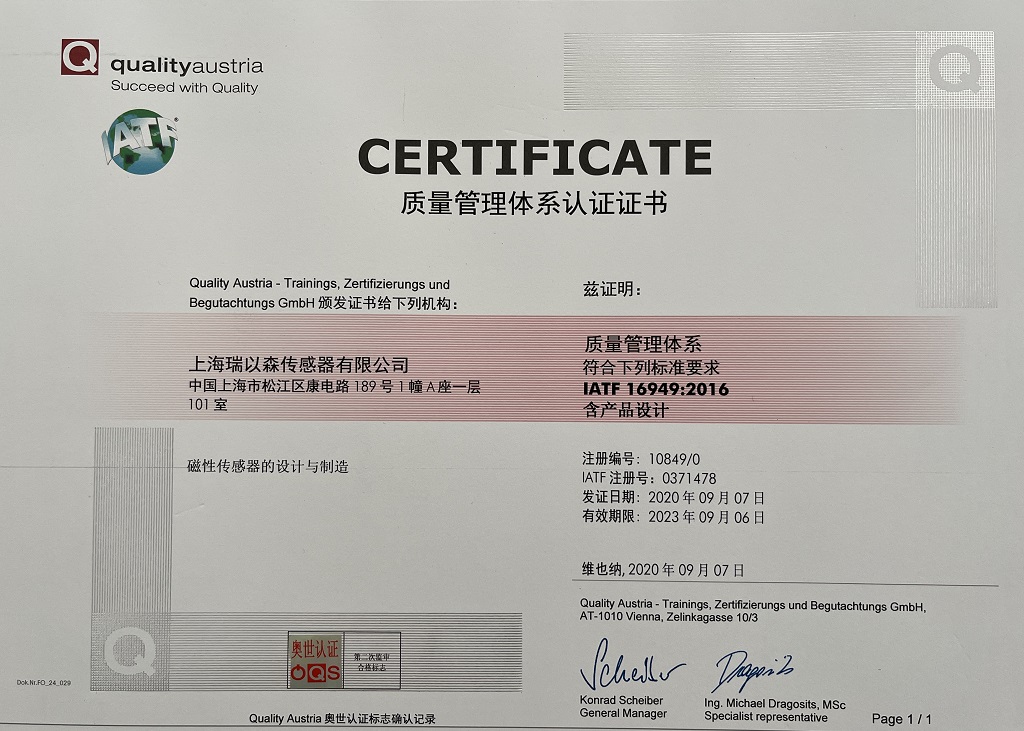 Q qualityaustria
Succeed with Quality
IATF
CERTIFICATE
质量管理体系认证证书
Quality Austria - Trainings, Zertifizierungs und
Begutachtungs GmbH 颁发证书给下列机构：
上海瑞以森传感器有限公司
中国上海市松江区康电路 189 号 1 幢 A 座一层
101 室
磁性传感器的设计与制造
兹证明：
质量管理体系
符合下列标准要求
IATF 16949:2016
含产品设计
注册编号： 10849/0
IATF 注册号： 0371478
发证日期： 2020 年 09 月 07 日
有效期限： 2023 年 09 月 06 日
维也纳, 2020 年 09 月 07 日
Quality Austria - Trainings, Zertifizierungs und Begutachtungs GmbH,
AT-1010 Vienna, Zelinkagasse 10/3
Konrad Scheiber
General Manager
Ing. Michael Dragosits, MSc
Specialist representative
Page 1 / 1
奥世认证
OQS
第二次监审
合格标志
Quality Austria 奥世认证标志确认记录
Dok.Nr.FO_24_029
Q
Q